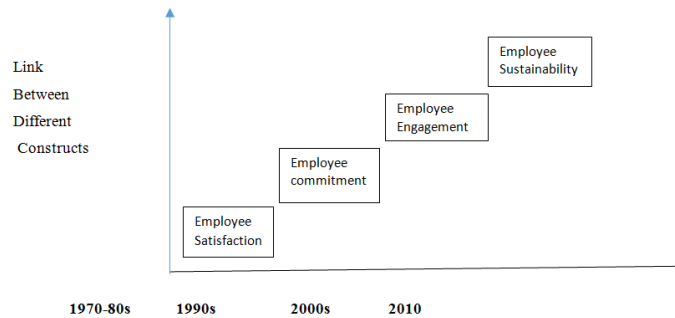 Link
Between
Different
Constructs
Employee
Sustainability
Employee
Engagement
Employee
commitment
Employee
Satisfaction
1970-80s 1990s 2000s 2010